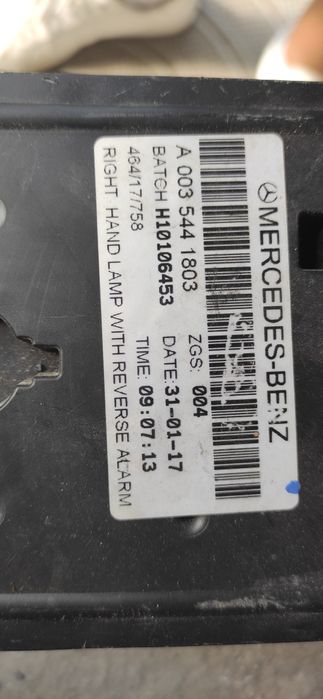 MERCEDES-BENZ
A 003 544 1803 ZGS: 004
BATCH H10106453 DATE:31-01-17
464/17/758 TIME: 09:07:13
RIGHT HAND LAMP WITH REVERSE ALARM